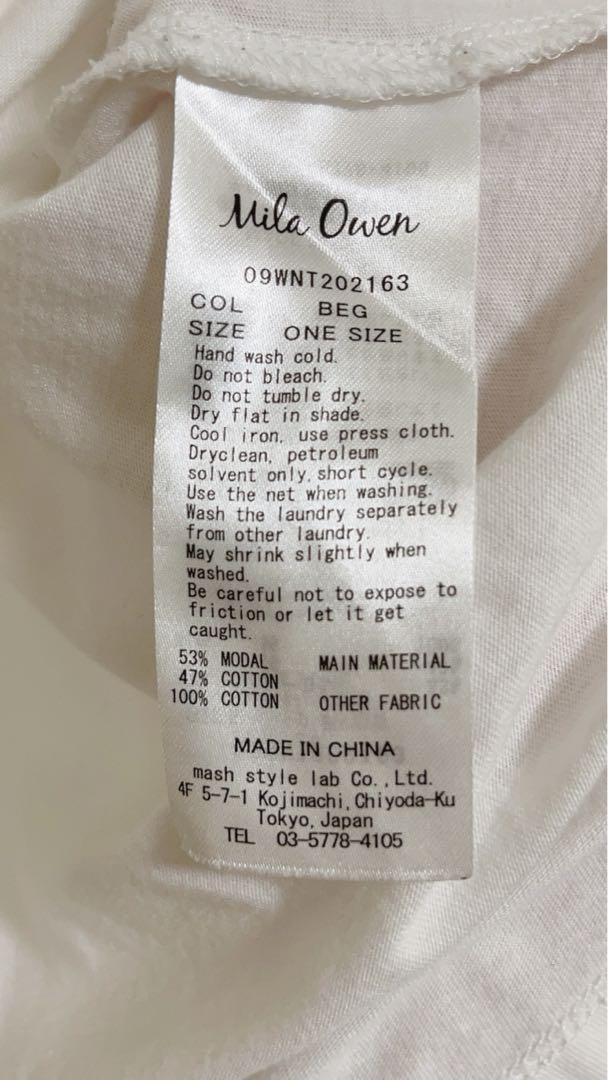 Mila Owen
09WNT202163
COL BEG
SIZE ONE SIZE
Hand wash cold.
Do not bleach.
Do not tumble dry.
Dry flat in shade.
Cool iron, use press cloth.
Dryclean, petroleum
solvent only, short cycle.
Use the net when washing.
Wash the laundry separately
from other laundry.
May shrink slightly when
washed.
Be careful not to expose to
friction or let it get
caught.
53% MODAL MAIN MATERIAL
47% COTTON
100% COTTON OTHER FABRIC
MADE IN CHINA
mash style lab Co., Ltd.
4F 5-7-1 Kojimachi, Chiyoda-Ku
Tokyo, Japan
TEL 03-5778-4105